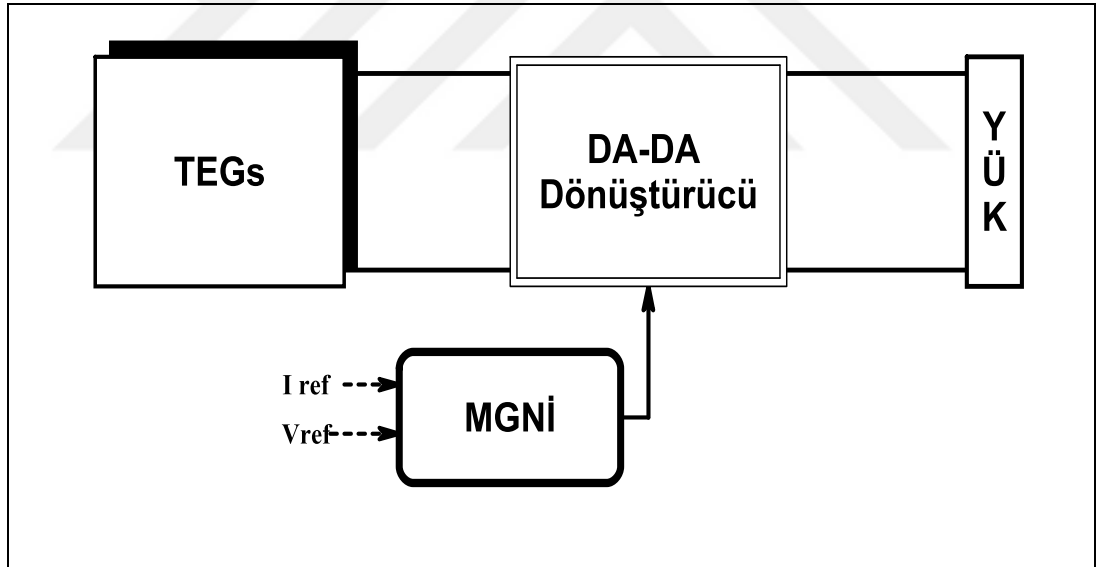 TEGs
DA-DA
Dönüştürücü
Y
Ü
K
I ref
Vref
MGNİ